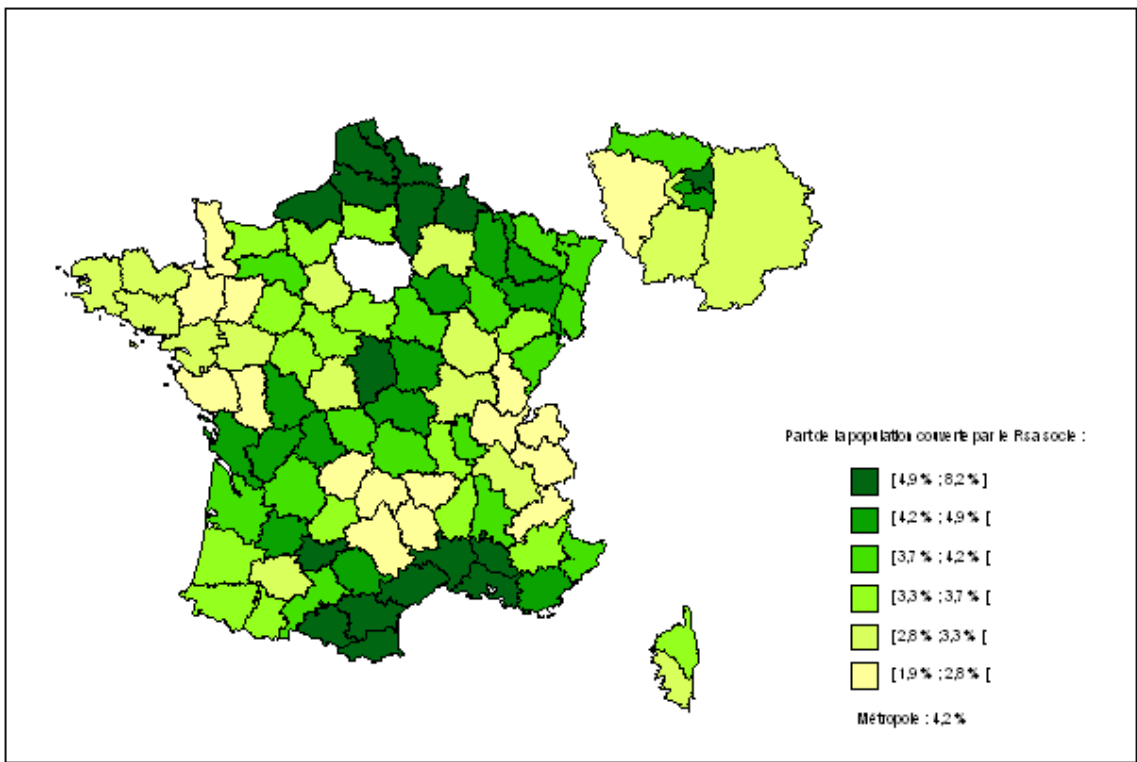 Part de la population couverte par le Rsa socle :
[ 4,9 % ; 8,2 % ]
[ 4,2 % ; 4,9 % [
[ 3,7 % ; 4,2 % [
[ 3,3 % ; 3,7 % [
[ 2,8 % ; 3,3 % [
[ 1,9 % ; 2,8 % [
Métropole : 4,2 %